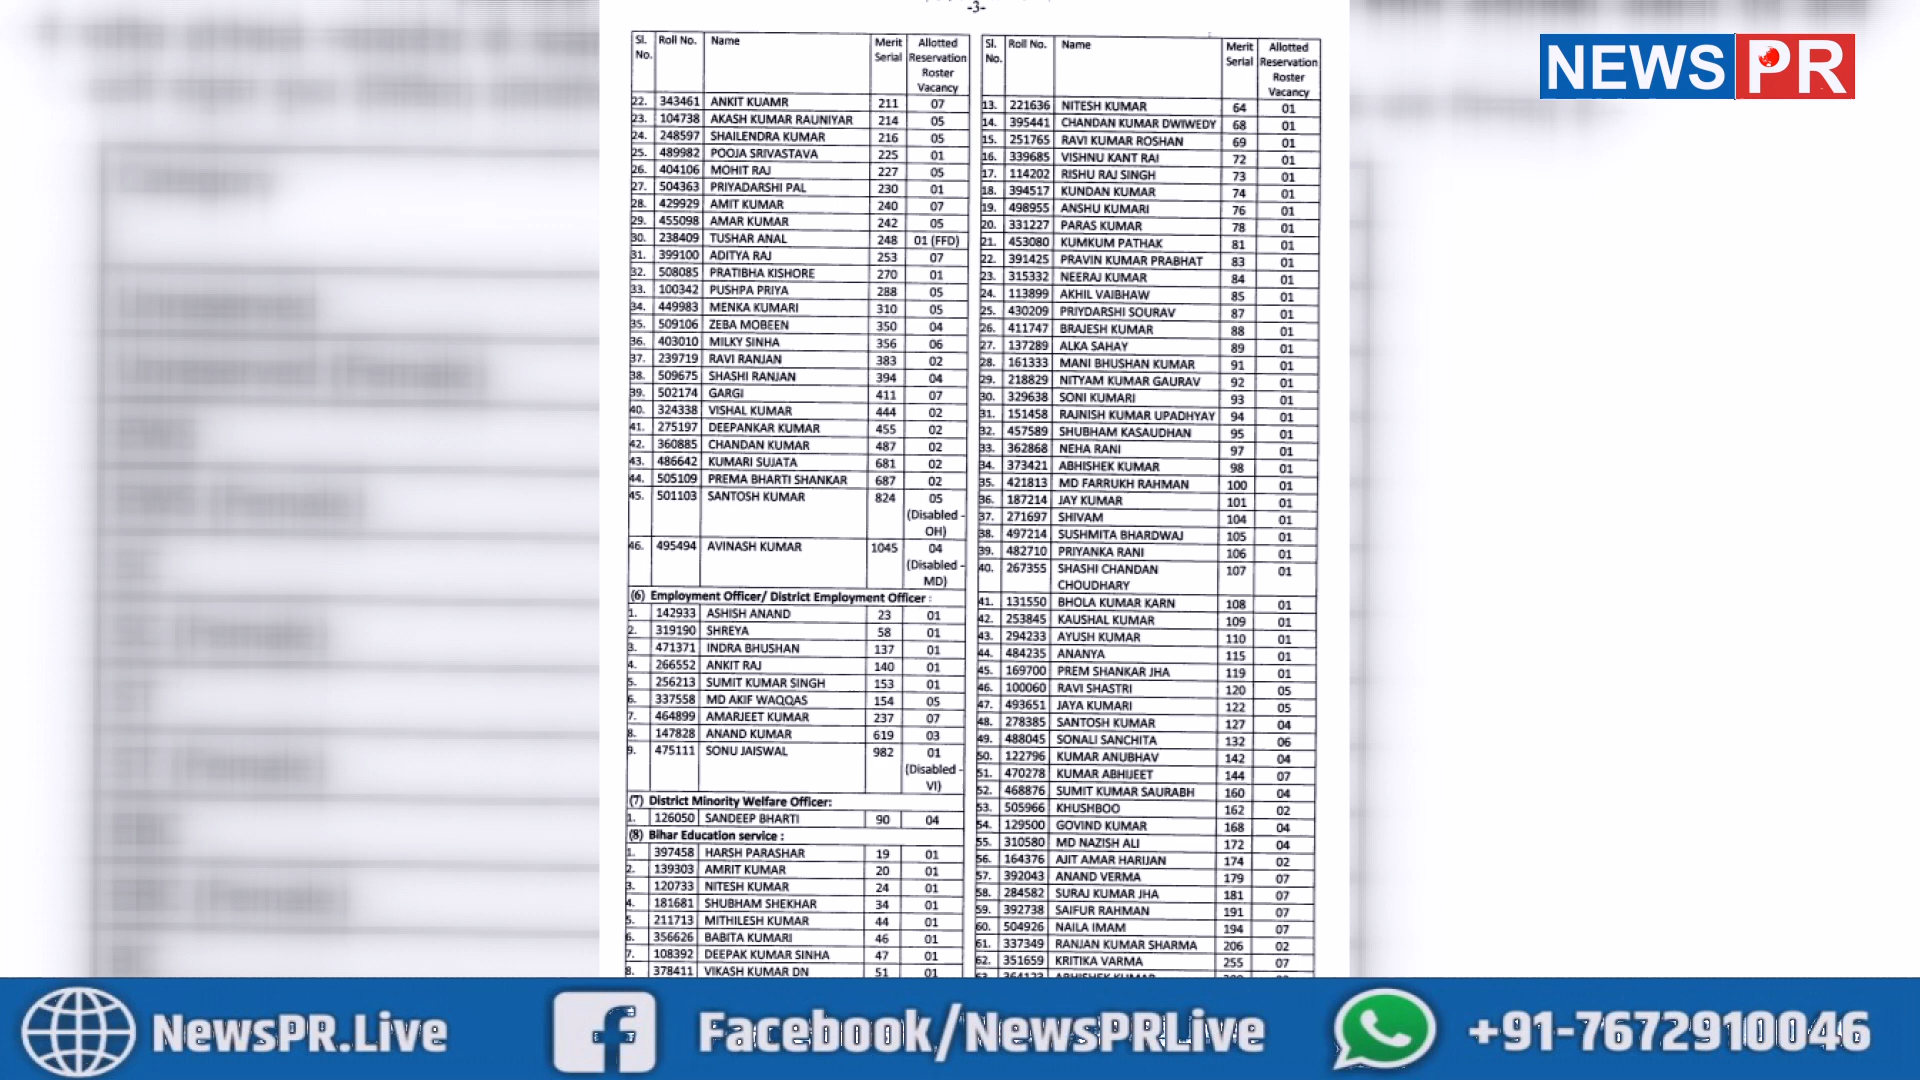 -3-
Sl. No. Roll No. Name Merit Serial Allotted Reservation Roster Vacancy
22. 343461 ANKIT KUAMR 211 07
23. 104738 AKASH KUMAR RAUNIYAR 214 05
24. 248597 SHAILENDRA KUMAR 216 05
25. 489982 POOJA SRIVASTAVA 225 01
26. 404106 MOHIT RAJ 227 05
27. 504363 PRIYADARSHI PAL 230 01
28. 429929 AMIT KUMAR 240 07
29. 455098 AMAR KUMAR 242 05
30. 238409 TUSHAR ANAL 248 01 (FFD)
31. 399100 ADITYA RAJ 253 07
32. 508085 PRATIBHA KISHORE 270 01
33. 100342 PUSHPA PRIYA 288 05
34. 449983 MENKA KUMARI 310 05
35. 509106 ZEBA MOBEEN 350 04
36. 403010 MILKY SINHA 356 06
37. 239719 RAVI RANJAN 383 02
38. 509675 SHASHI RANJAN 394 04
39. 502174 GARGI 411 07
40. 324338 VISHAL KUMAR 444 02
41. 275197 DEEPANKAR KUMAR 455 02
42. 360885 CHANDAN KUMAR 487 02
43. 486642 KUMARI SUJATA 681 02
44. 505109 PREMA BHARTI SHANKAR 687 02
45. 501103 SANTOSH KUMAR 824 05 (Disabled - OH)
46. 495494 AVINASH KUMAR 1045 04 (Disabled - MD)
(6) Employment Officer/ District Employment Officer :
1. 142933 ASHISH ANAND 23 01
2. 319190 SHREYA 58 01
3. 471371 INDRA BHUSHAN 137 01
4. 266552 ANKIT RAJ 140 01
5. 256213 SUMIT KUMAR SINGH 153 01
6. 337558 MD AKIF WAQQAS 154 05
7. 464899 AMARJEET KUMAR 237 07
8. 147828 ANAND KUMAR 619 03
9. 475111 SONU JAISWAL 982 01 (Disabled - VI)
(7) District Minority Welfare Officer:
1. 126050 SANDEEP BHARTI 90 04
(8) Bihar Education service :
1. 397458 HARSH PARASHAR 19 01
2. 139303 AMRIT KUMAR 20 01
3. 120733 NITESH KUMAR 24 01
4. 181681 SHUBHAM SHEKHAR 34 01
5. 211713 MITHILESH KUMAR 44 01
6. 356626 BABITA KUMARI 46 01
7. 108392 DEEPAK KUMAR SINHA 47 01
8. 378411 VIKASH KUMAR DN 51 01
Sl. No. Roll No. Name Merit Serial Allotted Reservation Roster Vacancy
13. 221636 NITESH KUMAR 64 01
14. 395441 CHANDAN KUMAR DWIWEDY 68 01
15. 251765 RAVI KUMAR ROSHAN 69 01
16. 339685 VISHNU KANT RAI 72 01
17. 114202 RISHU RAJ SINGH 73 01
18. 394517 KUNDAN KUMAR 74 01
19. 498955 ANSHU KUMARI 76 01
20. 331227 PARAS KUMAR 78 01
21. 453080 KUMKUM PATHAK 81 01
22. 391425 PRAVIN KUMAR PRABHAT 83 01
23. 315332 NEERAJ KUMAR 84 01
24. 113899 AKHIL VAIBHAW 85 01
25. 430209 PRIYDARSHI SOURAV 87 01
26. 411747 BRAJESH KUMAR 88 01
27. 137289 ALKA SAHAY 89 01
28. 161333 MANI BHUSHAN KUMAR 91 01
29. 218829 NITYAM KUMAR GAURAV 92 01
30. 329638 SONI KUMARI 93 01
31. 151458 RAJNISH KUMAR UPADHYAY 94 01
32. 457589 SHUBHAM KASAUDHAN 95 01
33. 362868 NEHA RANI 97 01
34. 373421 ABHISHEK KUMAR 98 01
35. 421813 MD FARRUKH RAHMAN 100 01
36. 187214 JAY KUMAR 101 01
37. 271697 SHIVAM 104 01
38. 497214 SUSHMITA BHARDWAJ 105 01
39. 482710 PRIYANKA RANI 106 01
40. 267355 SHASHI CHANDAN CHOUDHARY 107 01
41. 131550 BHOLA KUMAR KARN 108 01
42. 253845 KAUSHAL KUMAR 109 01
43. 294233 AYUSH KUMAR 110 01
44. 484235 ANANYA 115 01
45. 169700 PREM SHANKAR JHA 119 01
46. 100060 RAVI SHASTRI 120 05
47. 493651 JAYA KUMARI 122 05
48. 278385 SANTOSH KUMAR 127 04
49. 488045 SONALI SANCHITA 132 06
50. 122796 KUMAR ANUBHAV 142 04
51. 470278 KUMAR ABHIJEET 144 07
52. 468876 SUMIT KUMAR SAURABH 160 04
53. 505966 KHUSHBOO 162 02
54. 129500 GOVIND KUMAR 168 04
55. 310580 MD NAZISH ALI 172 04
56. 164376 AJIT AMAR HARIJAN 174 02
57. 392043 ANAND VERMA 179 07
58. 284582 SURAJ KUMAR JHA 181 07
59. 392738 SAIFUR RAHMAN 191 07
60. 504926 NAILA IMAM 194 07
61. 337349 RANJAN KUMAR SHARMA 206 02
62. 351659 KRITIKA VARMA 255 07
NEWS PR
Category
Unreserved
Unreserved (Female)
EWS
EWS (Female)
SC
SC (Female)
ST
ST (Female)
EBC
EBC (Female)
BC
NewsPR.Live
Facebook/NewsPRLive
+91-7672910046